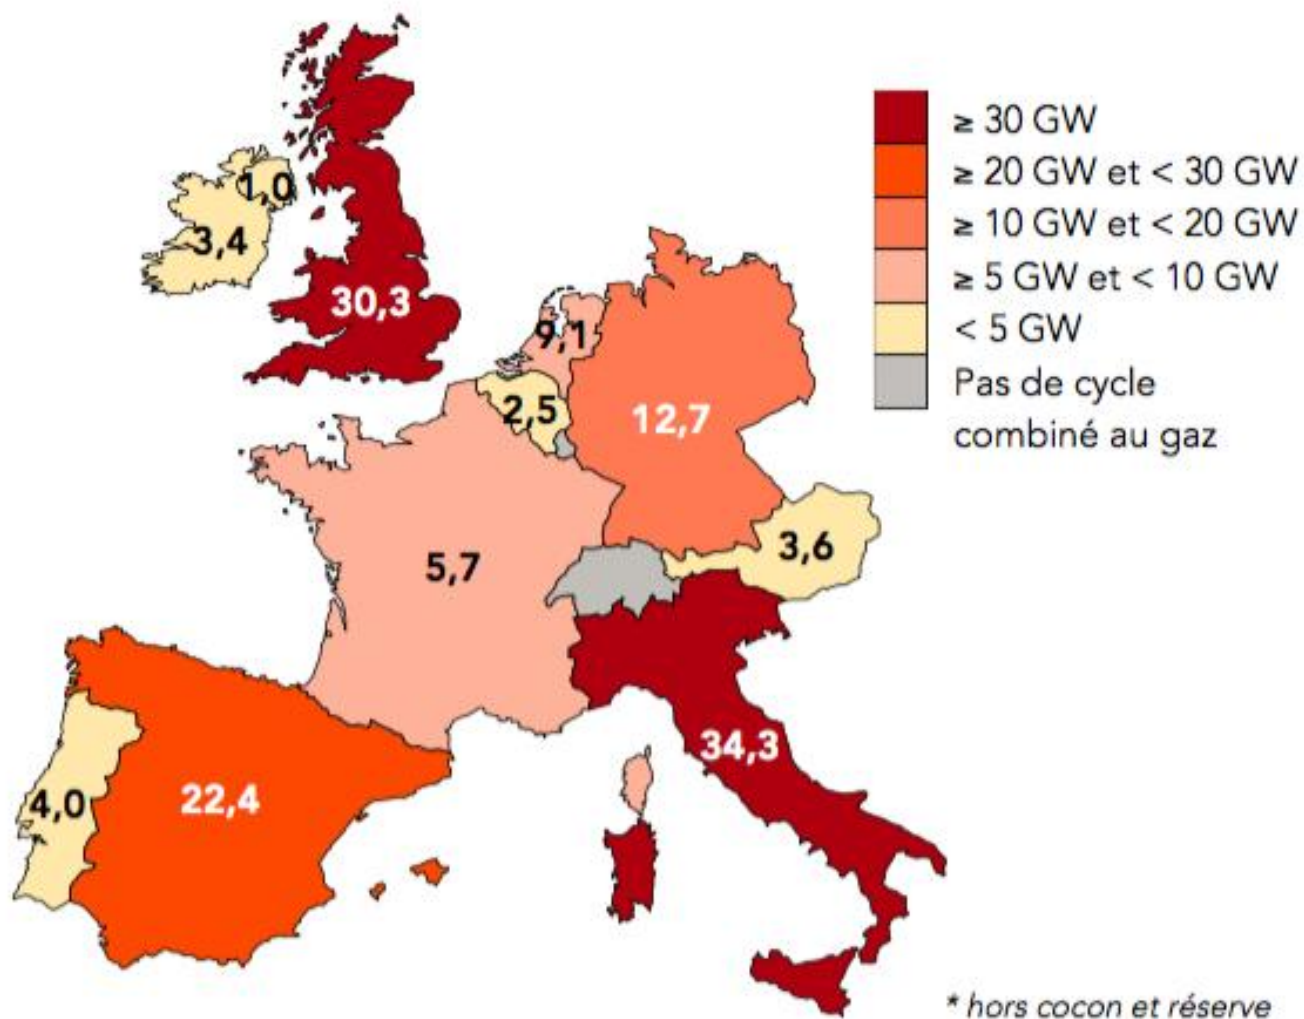 ≥ 30 GW
≥ 20 GW et < 30 GW
≥ 10 GW et < 20 GW
≥ 5 GW et < 10 GW
< 5 GW
Pas de cycle
combiné au gaz
1,0
3,4
30,3
9,1
2,5
12,7
5,7
3,6
34,3
4,0
22,4
* hors cocon et réserve